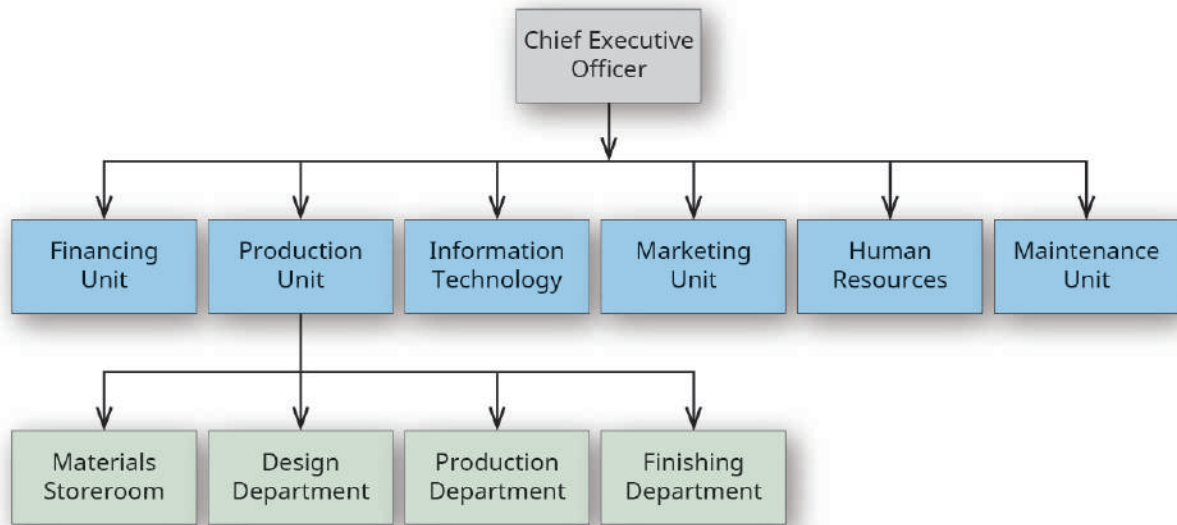 Chief Executive
Officer
Financing
Unit
Production
Unit
Information
Technology
Marketing
Unit
Human
Resources
Maintenance
Unit
Materials
Storeroom
Design
Department
Production
Department
Finishing
Department